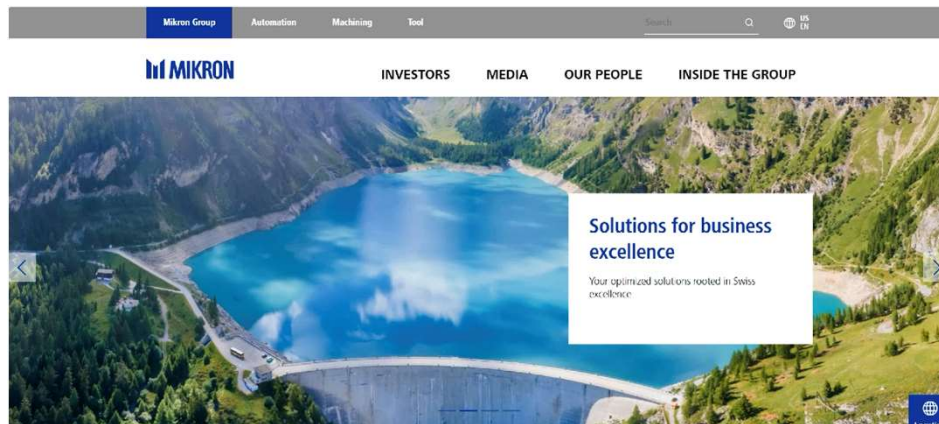 Mikron Group Automation Machining Tool Search US
EN
MIKRON
INVESTORS MEDIA OUR PEOPLE INSIDE THE GROUP
Solutions for business
excellence
Your optimized solutions rooted in Swiss
excellence